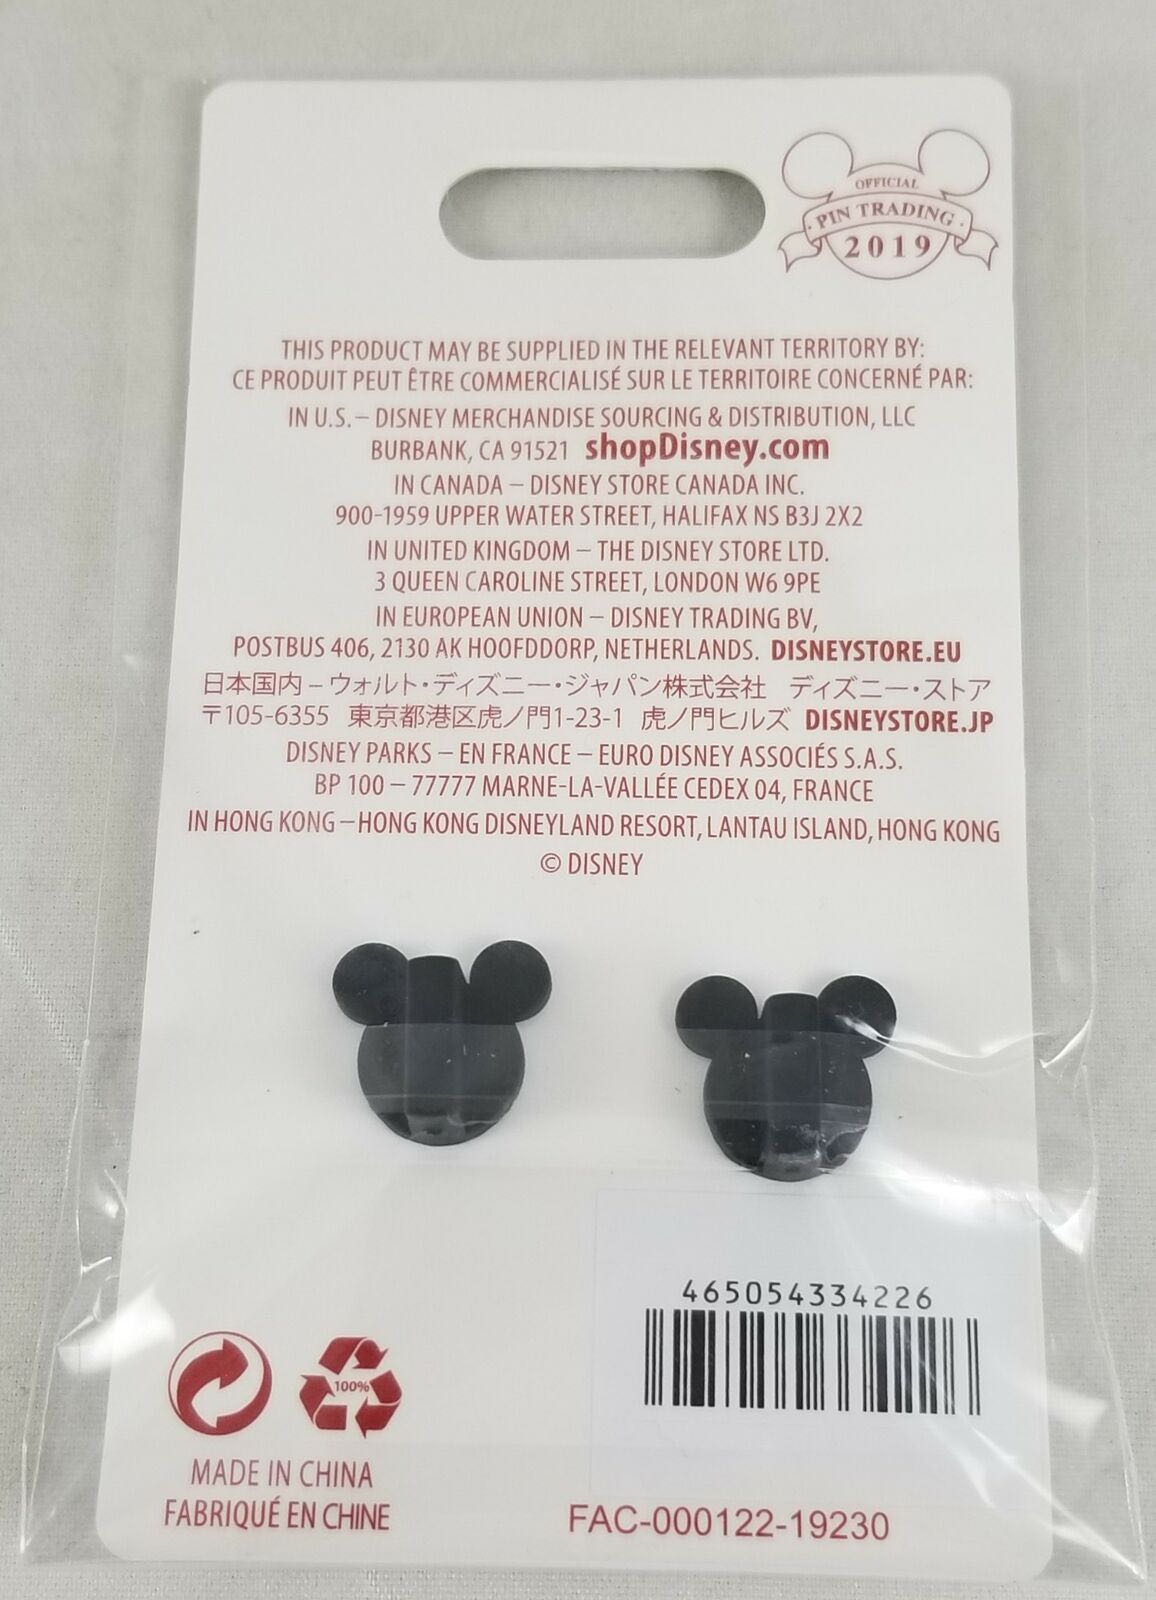 OFFICIAL
PIN TRADING
2019
THIS PRODUCT MAY BE SUPPLIED IN THE RELEVANT TERRITORY BY:
CE PRODUIT PEUT ÊTRE COMMERCIALISÉ SUR LE TERRITOIRE CONCERNÉ PAR:
IN U.S. – DISNEY MERCHANDISE SOURCING & DISTRIBUTION, LLC
BURBANK, CA 91521 shopDisney.com
IN CANADA – DISNEY STORE CANADA INC.
900-1959 UPPER WATER STREET, HALIFAX NS B3J 2X2
IN UNITED KINGDOM – THE DISNEY STORE LTD.
3 QUEEN CAROLINE STREET, LONDON W6 9PE
IN EUROPEAN UNION – DISNEY TRADING BV,
POSTBUS 406, 2130 AK HOOFDDORP, NETHERLANDS. DISNEYSTORE.EU
日本国内 – ウォルト・ディズニー・ジャパン株式会社 ディズニー・ストア
〒105-6355 東京都港区虎ノ門1-23-1 虎ノ門ヒルズ DISNEYSTORE.JP
DISNEY PARKS – EN FRANCE – EURO DISNEY ASSOCIÉS S.A.S.
BP 100 – 77777 MARNE-LA-VALLÉE CEDEX 04, FRANCE
IN HONG KONG – HONG KONG DISNEYLAND RESORT, LANTAU ISLAND, HONG KONG
© DISNEY
465054334226
100%
MADE IN CHINA
FABRIQUÉ EN CHINE
FAC-000122-19230